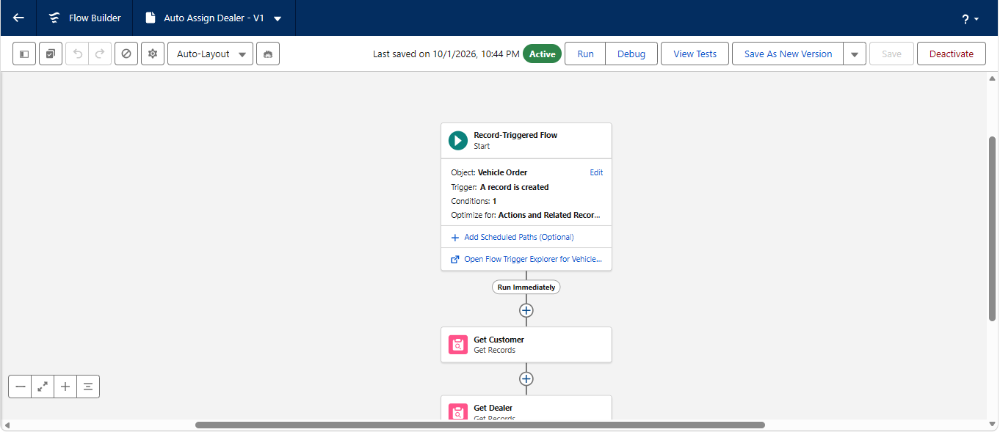 Flow Builder
Auto Assign Dealer - V1
?
Auto-Layout
Last saved on 10/1/2026, 10:44 PM
Active
Run
Debug
View Tests
Save As New Version
Save
Deactivate
Record-Triggered Flow
Start
Object: Vehicle Order
Edit
Trigger: A record is created
Conditions: 1
Optimize for: Actions and Related Recor...
Add Scheduled Paths (Optional)
Open Flow Trigger Explorer for Vehicle...
Run Immediately
Get Customer
Get Records
Get Dealer
Get Records